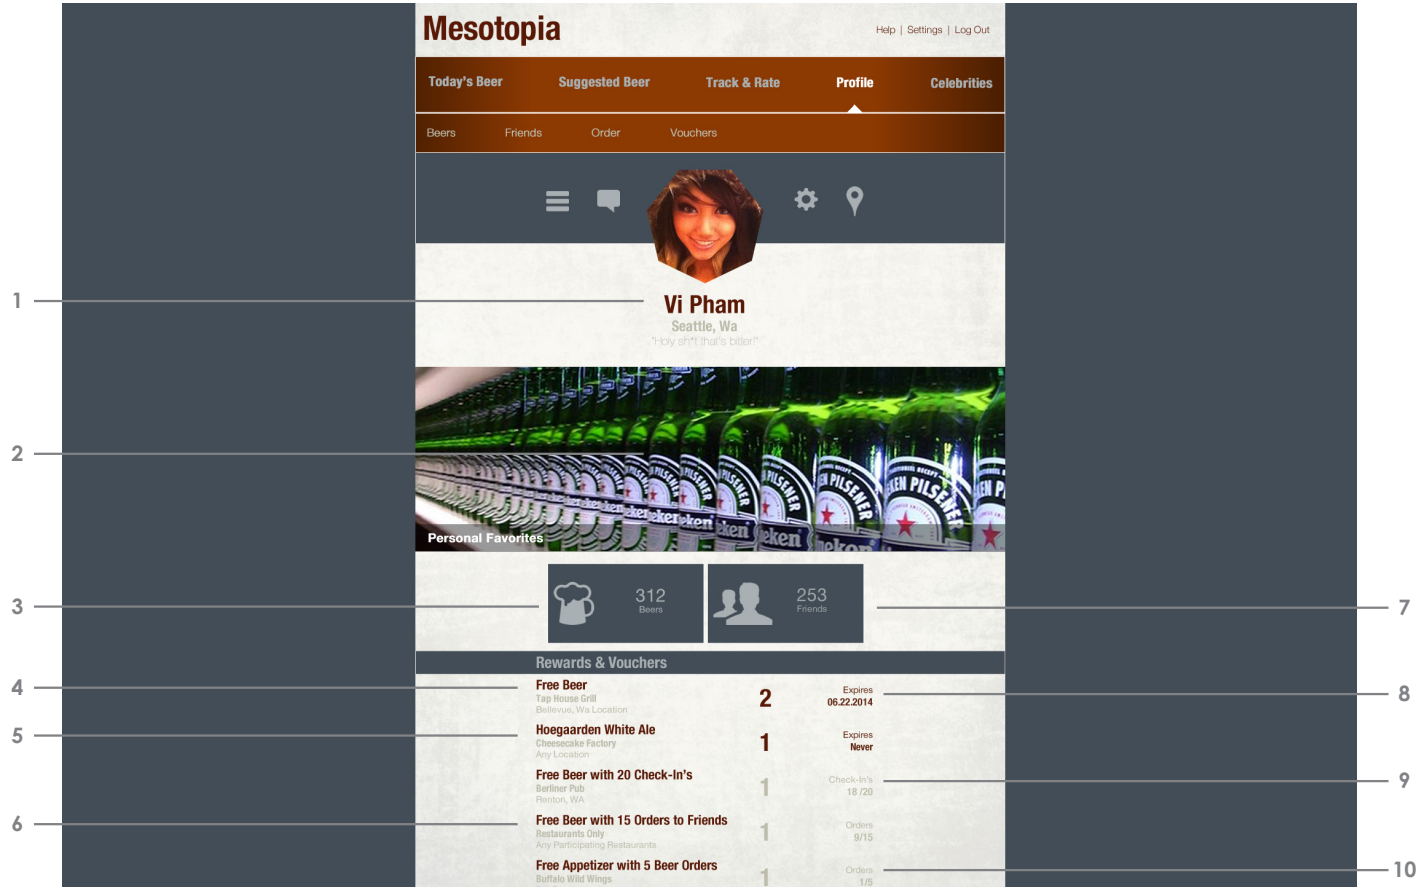 Mesotopia
Help | Settings | Log Out
Today's Beer Suggested Beer Track & Rate Profile Celebrities
Beers Friends Order Vouchers
1
Vi Pham
Seattle, Wa
"Holy sh*t that's bitter!"
2
Personal Favorites
3
312
Beers
253
Friends
7
Rewards & Vouchers
4
Free Beer
Tap House Grill
Bellevue, Wa Location
2
Expires
06.22.2014
8
5
Hoegaarden White Ale
Cheesecake Factory
Any Location
1
Expires
Never
Free Beer with 20 Check-In's
Berliner Pub
Renton, WA
1
Check-In's
18 /20
9
6
Free Beer with 15 Orders to Friends
Restaurants Only
Any Participating Restaurants
1
Orders
9/15
Free Appetizer with 5 Beer Orders
Buffalo Wild Wings
1
Orders
1/5
10